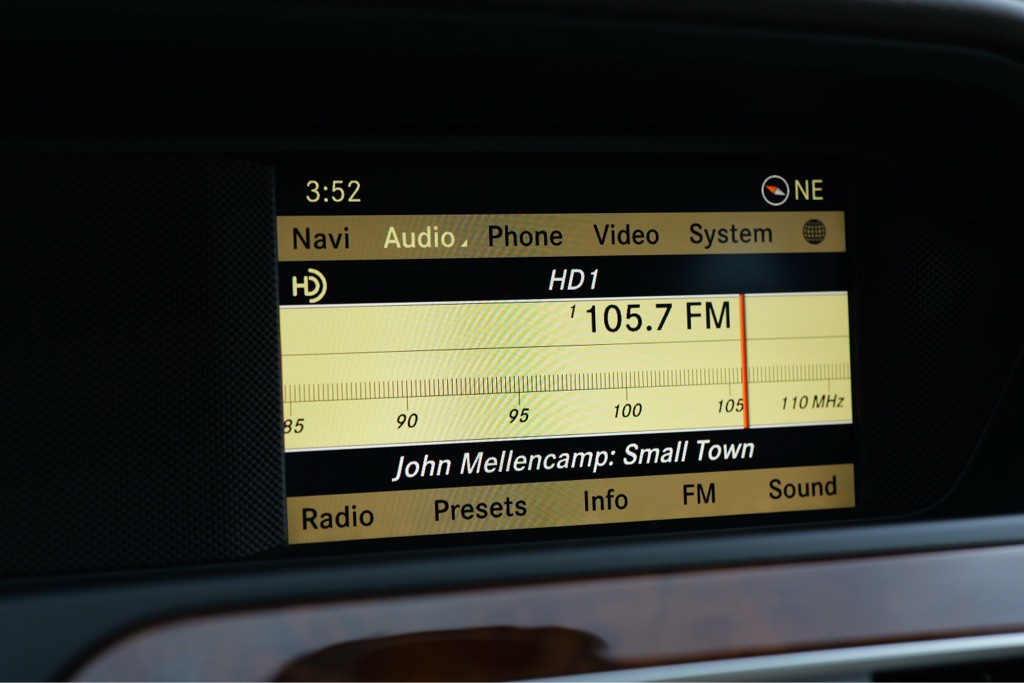 3:52 NE
Navi Audio Phone Video System
HD HD1
1 105.7 FM
85 90 95 100 105 110 MHz
John Mellencamp: Small Town
Radio Presets Info FM Sound